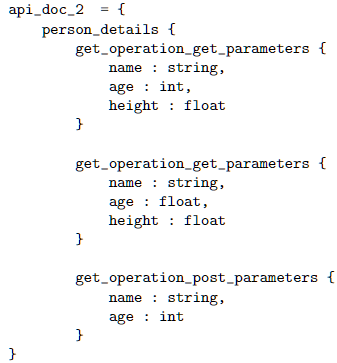 api_doc_2  = {
    person_details {
        get_operation_get_parameters {
            name : string,
            age : int,
            height : float
        }

        get_operation_get_parameters {
            name : string,
            age : float,
            height : float
        }

        get_operation_post_parameters {
            name : string,
            age : int
        }
}